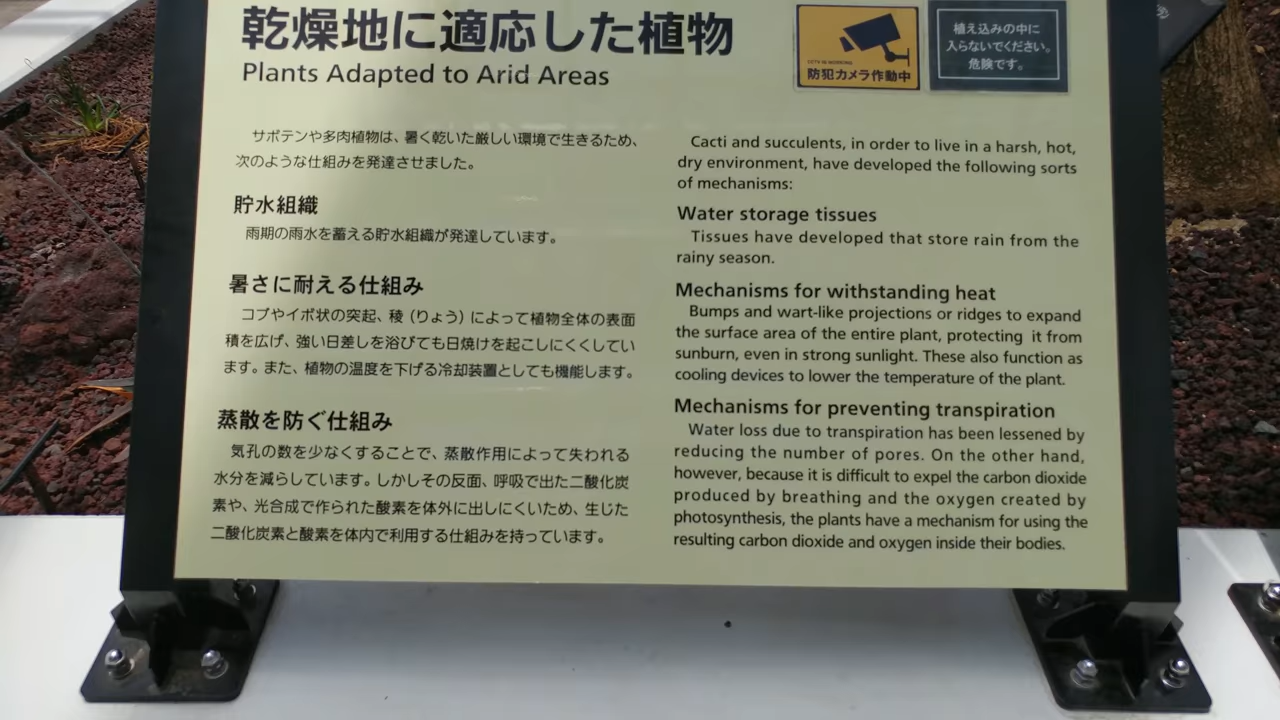 乾燥地に適応した植物
Plants Adapted to Arid Areas
CCTV IS WORKING
防犯カメラ作動中
植え込みの中に
入らないでください。
危険です。
サボテンや多肉植物は、暑く乾いた厳しい環境で生きるため、
次のような仕組みを発達させました。
貯水組織
雨期の雨水を蓄える貯水組織が発達しています。
暑さに耐える仕組み
コブやイボ状の突起、稜（りょう）によって植物全体の表面
積を広げ、強い日差しを浴びても日焼けを起こしにくくしてい
ます。また、植物の温度を下げる冷却装置としても機能します。
蒸散を防ぐ仕組み
気孔の数を少なくすることで、蒸散作用によって失われる
水分を減らしています。しかしその反面、呼吸で出た二酸化炭
素や、光合成で作られた酸素を体外に出しにくいため、生じた
二酸化炭素と酸素を体内で利用する仕組みを持っています。
Cacti and succulents, in order to live in a harsh, hot,
dry environment, have developed the following sorts
of mechanisms:
Water storage tissues
Tissues have developed that store rain from the
rainy season.
Mechanisms for withstanding heat
Bumps and wart-like projections or ridges to expand
the surface area of the entire plant, protecting it from
sunburn, even in strong sunlight. These also function as
cooling devices to lower the temperature of the plant.
Mechanisms for preventing transpiration
Water loss due to transpiration has been lessened by
reducing the number of pores. On the other hand,
however, because it is difficult to expel the carbon dioxide
produced by breathing and the oxygen created by
photosynthesis, the plants have a mechanism for using the
resulting carbon dioxide and oxygen inside their bodies.